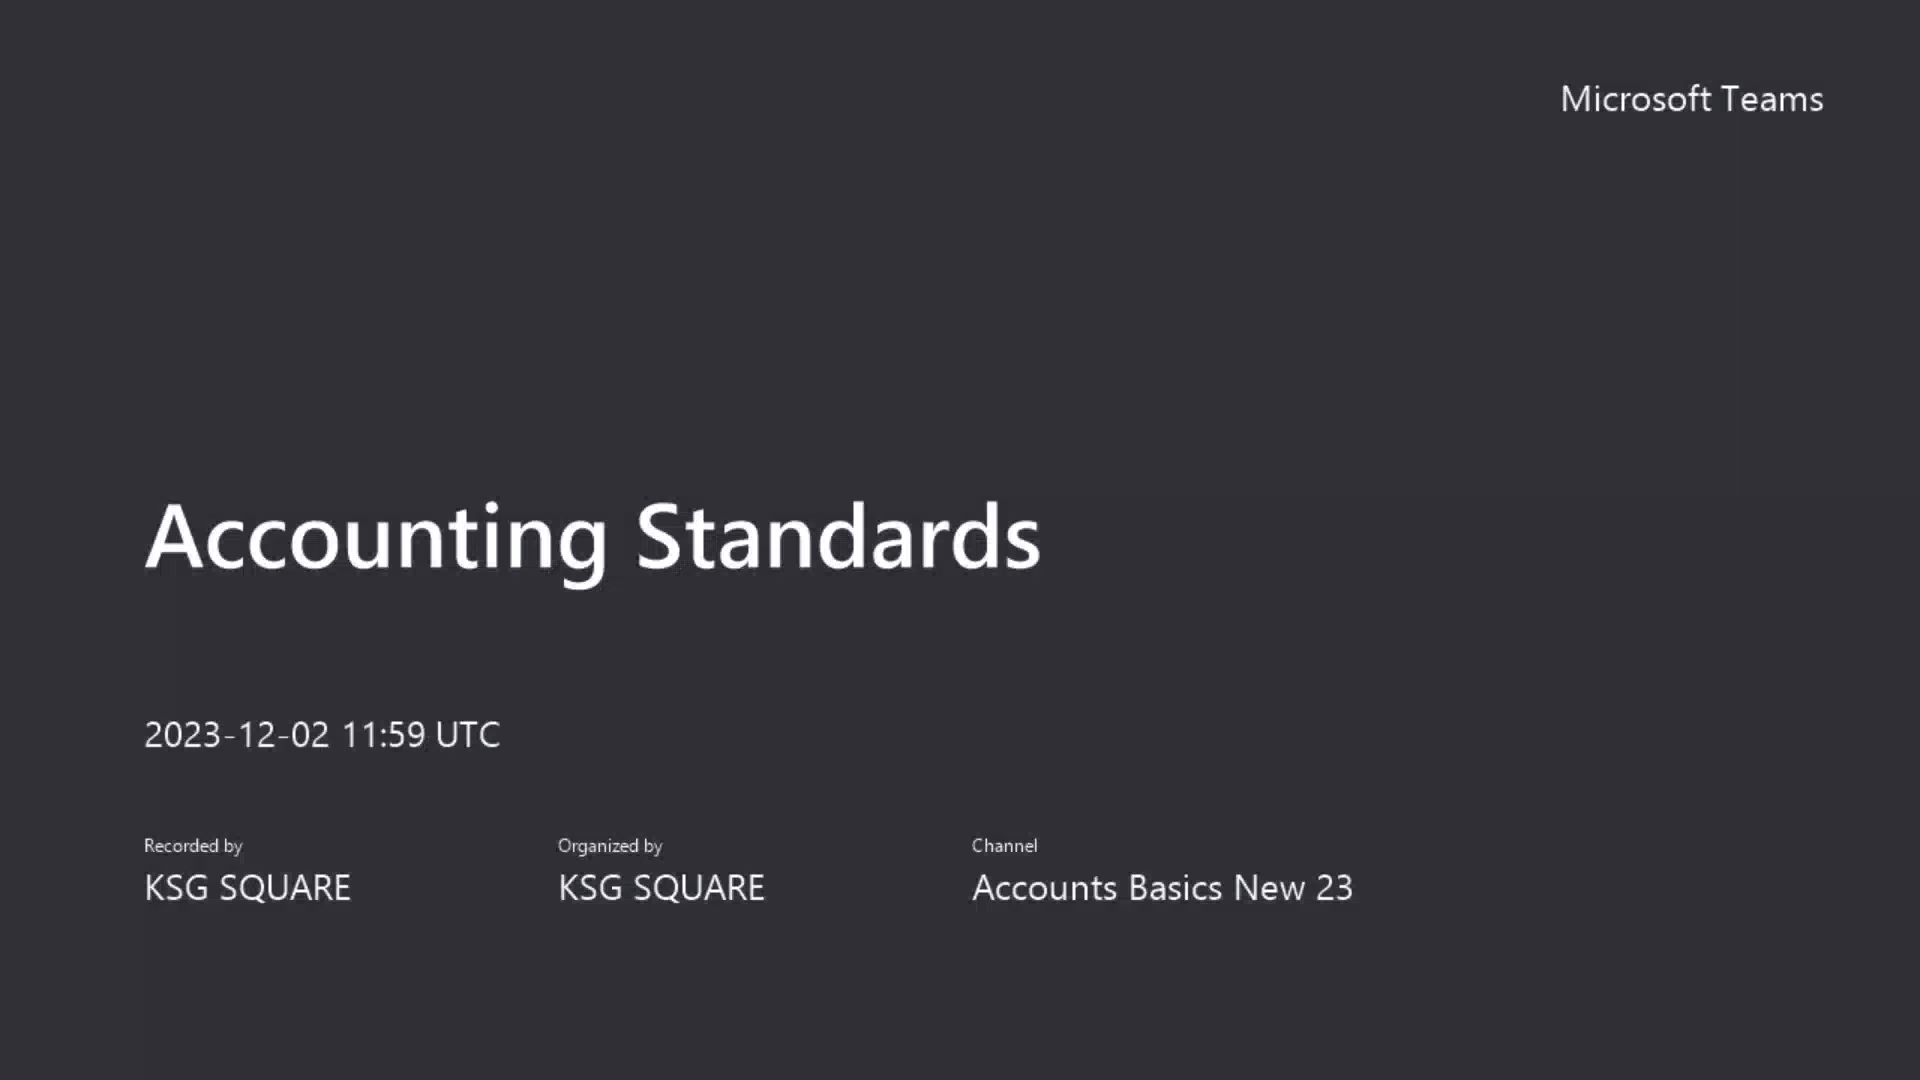 Microsoft Teams
Accounting Standards
2023-12-02 11:59 UTC
Recorded by
KSG SQUARE
Organized by
KSG SQUARE
Channel
Accounts Basics New 23